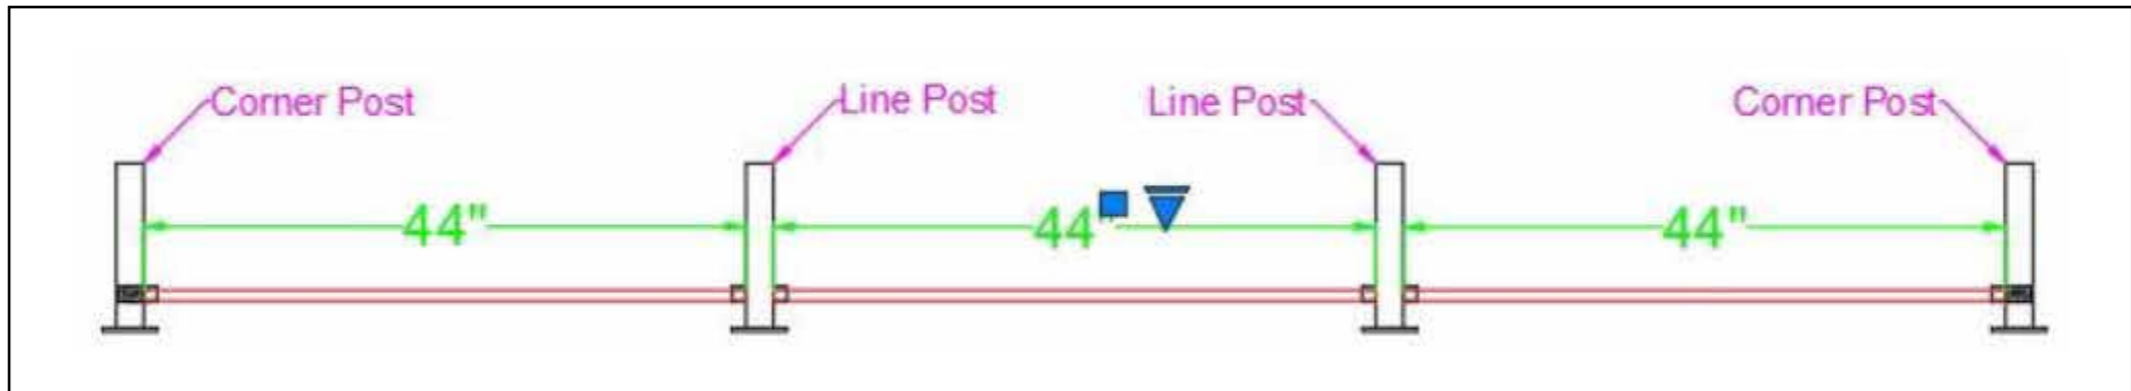 Corner Post Line Post Line Post Corner Post
44" 44" 44"